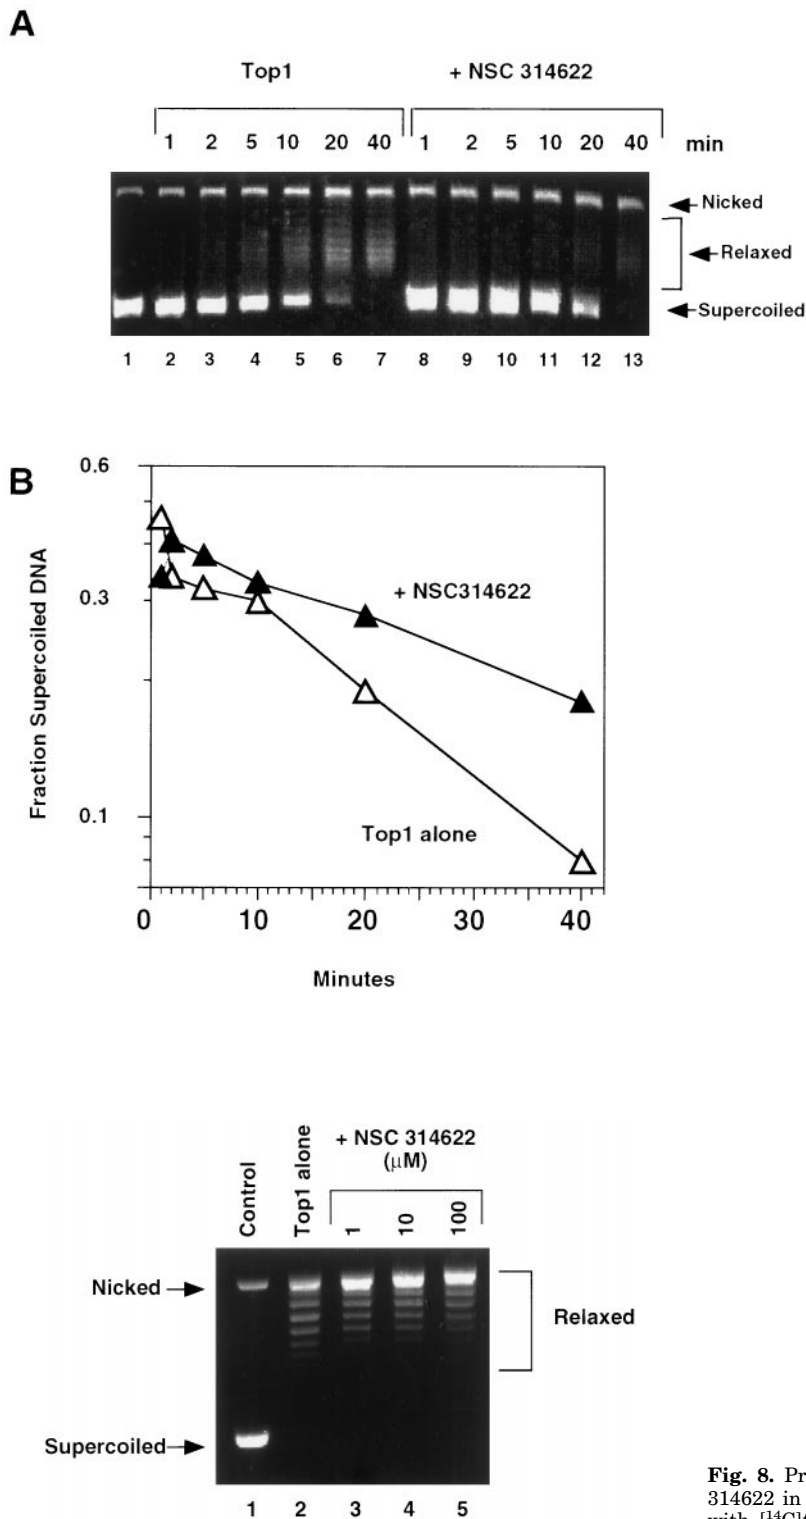 A
Top1 + NSC 314622
1 2 5 10 20 40 1 2 5 10 20 40 min
Nicked
Relaxed
Supercoiled
1 2 3 4 5 6 7 8 9 10 11 12 13
B
Fraction Supercoiled DNA
0.6
0.3
0.1
+ NSC314622
Top1 alone
0 10 20 30 40
Minutes
Control
Top1 alone
+ NSC 314622
(μM)
1 10 100
Nicked
Relaxed
Supercoiled
1 2 3 4 5
Fig. 8. Pr
314622 in